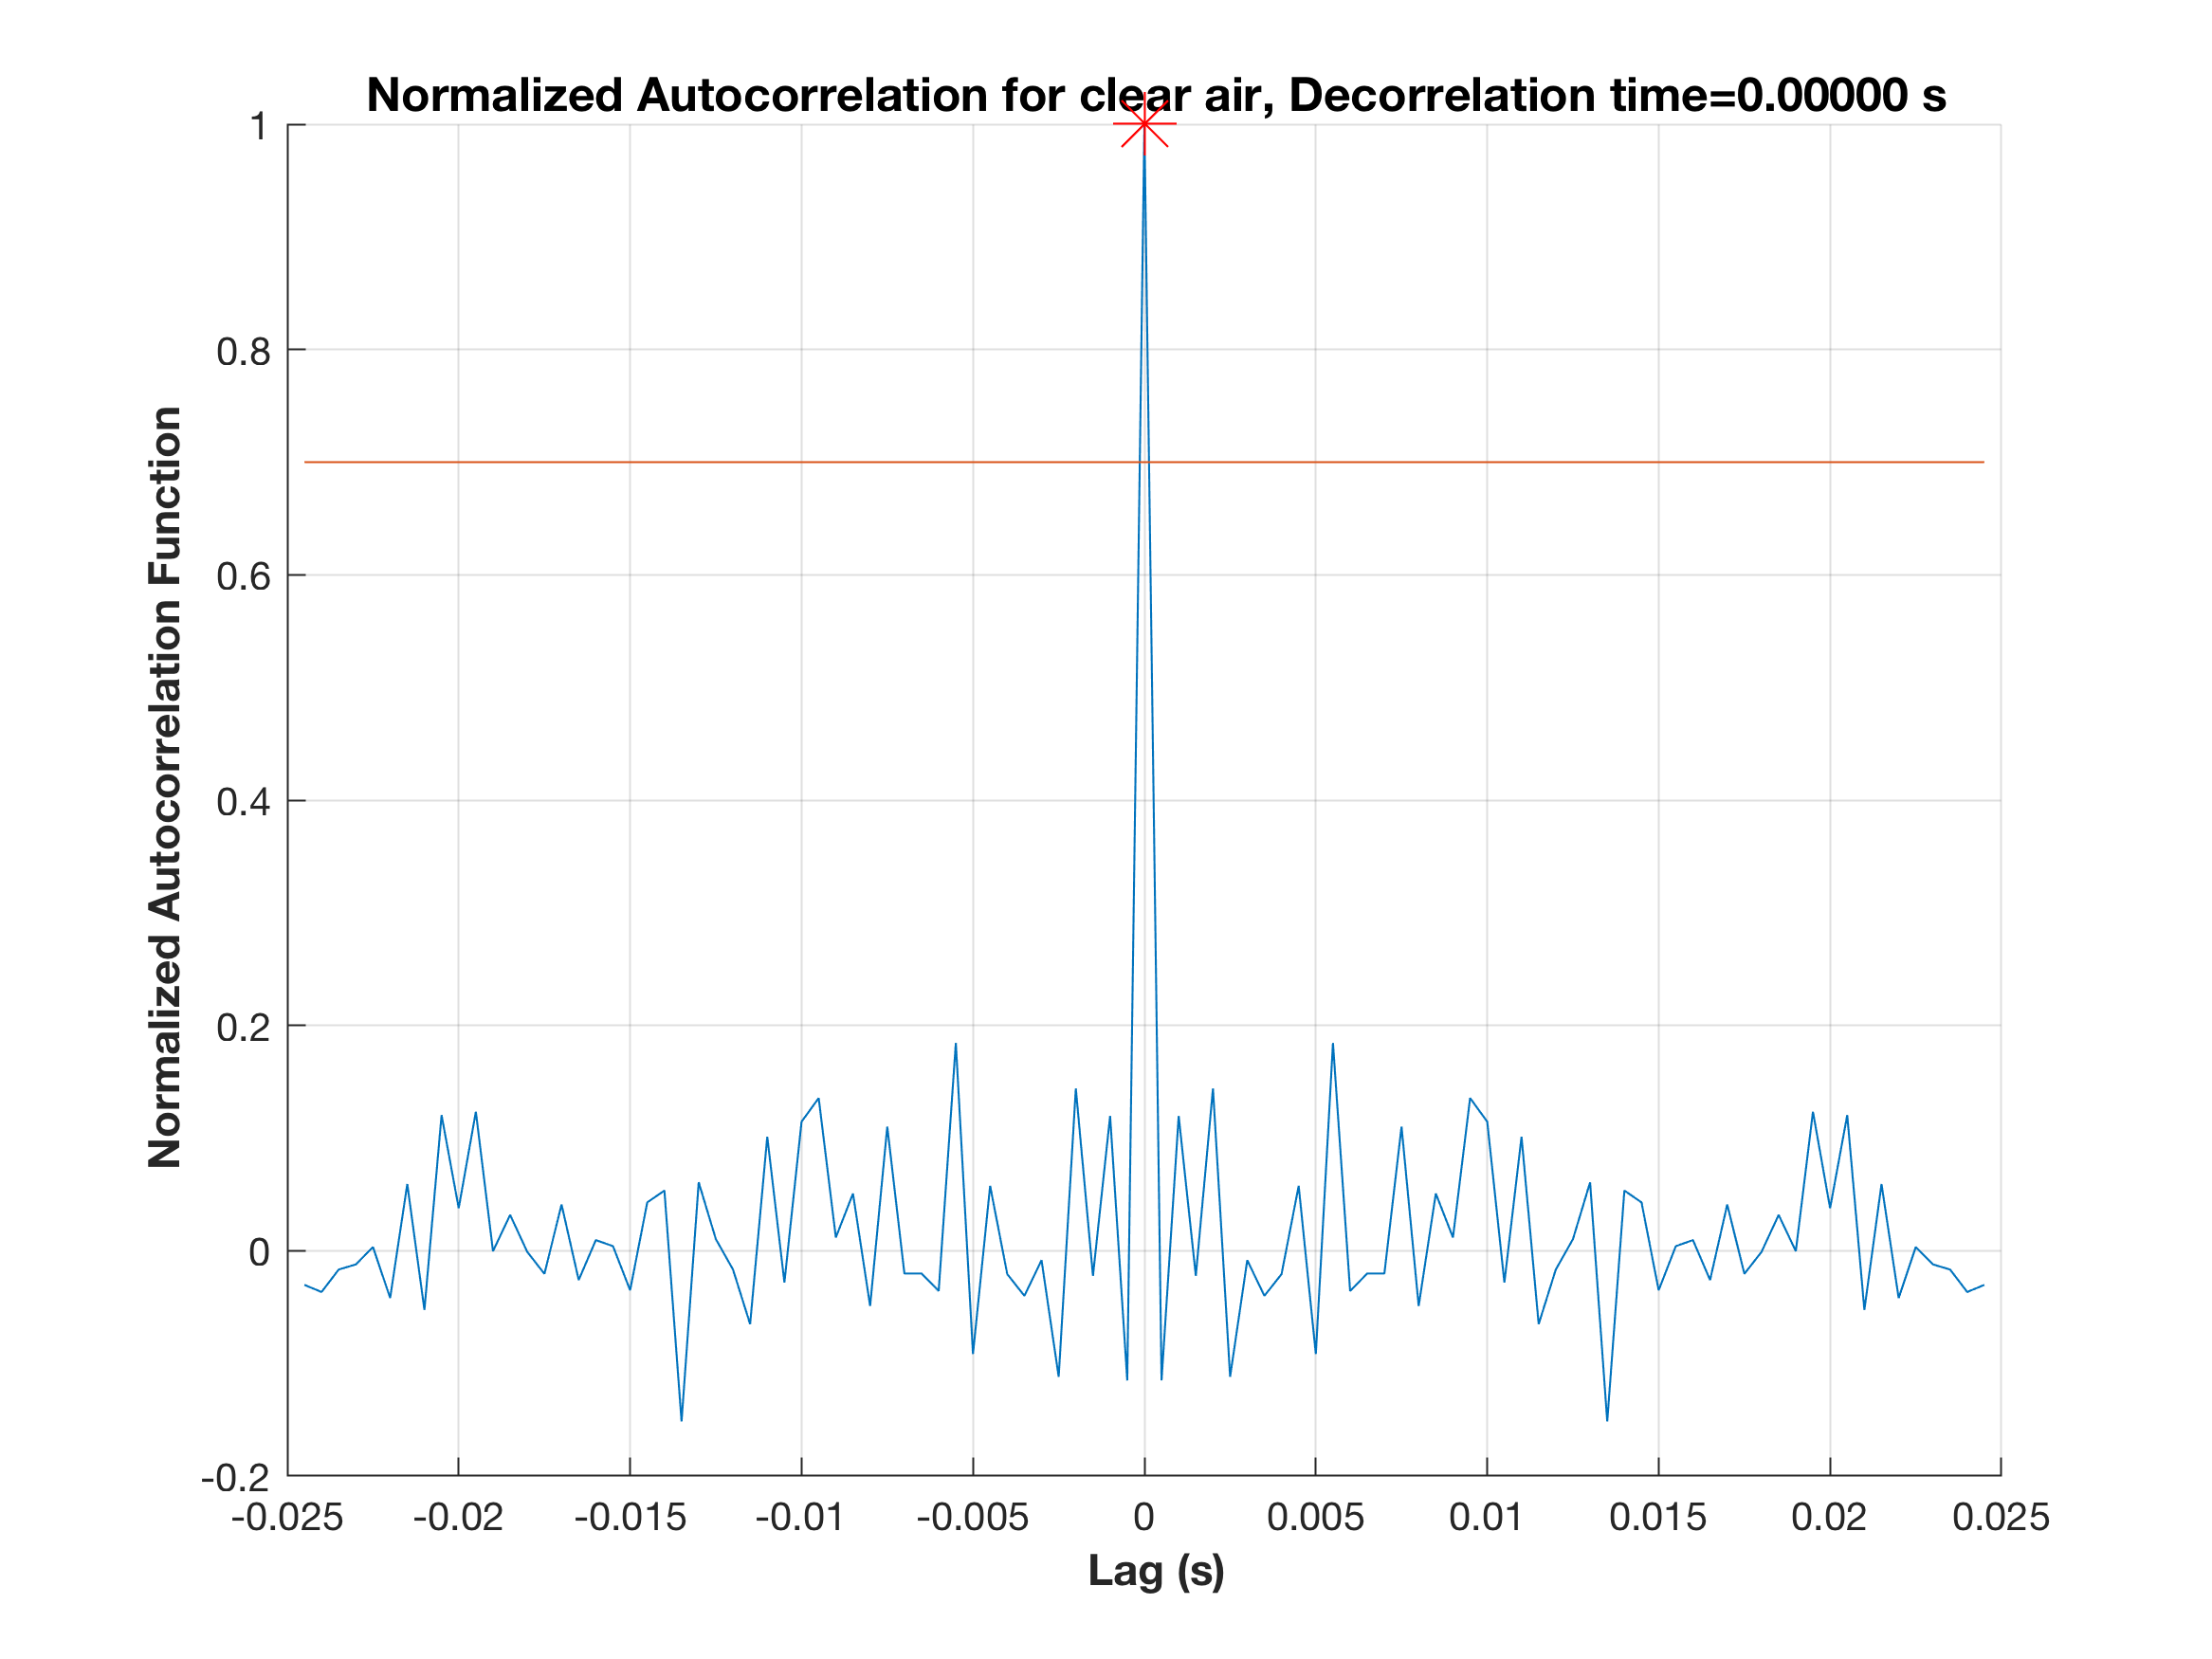 Normalized Autocorrelation for clear air, Decorrelation time=0.00000 s
1
0.8
0.6
0.4
0.2
0
-0.2
Normalized Autocorrelation Function
-0.025 -0.02 -0.015 -0.01 -0.005 0 0.005 0.01 0.015 0.02 0.025
Lag (s)